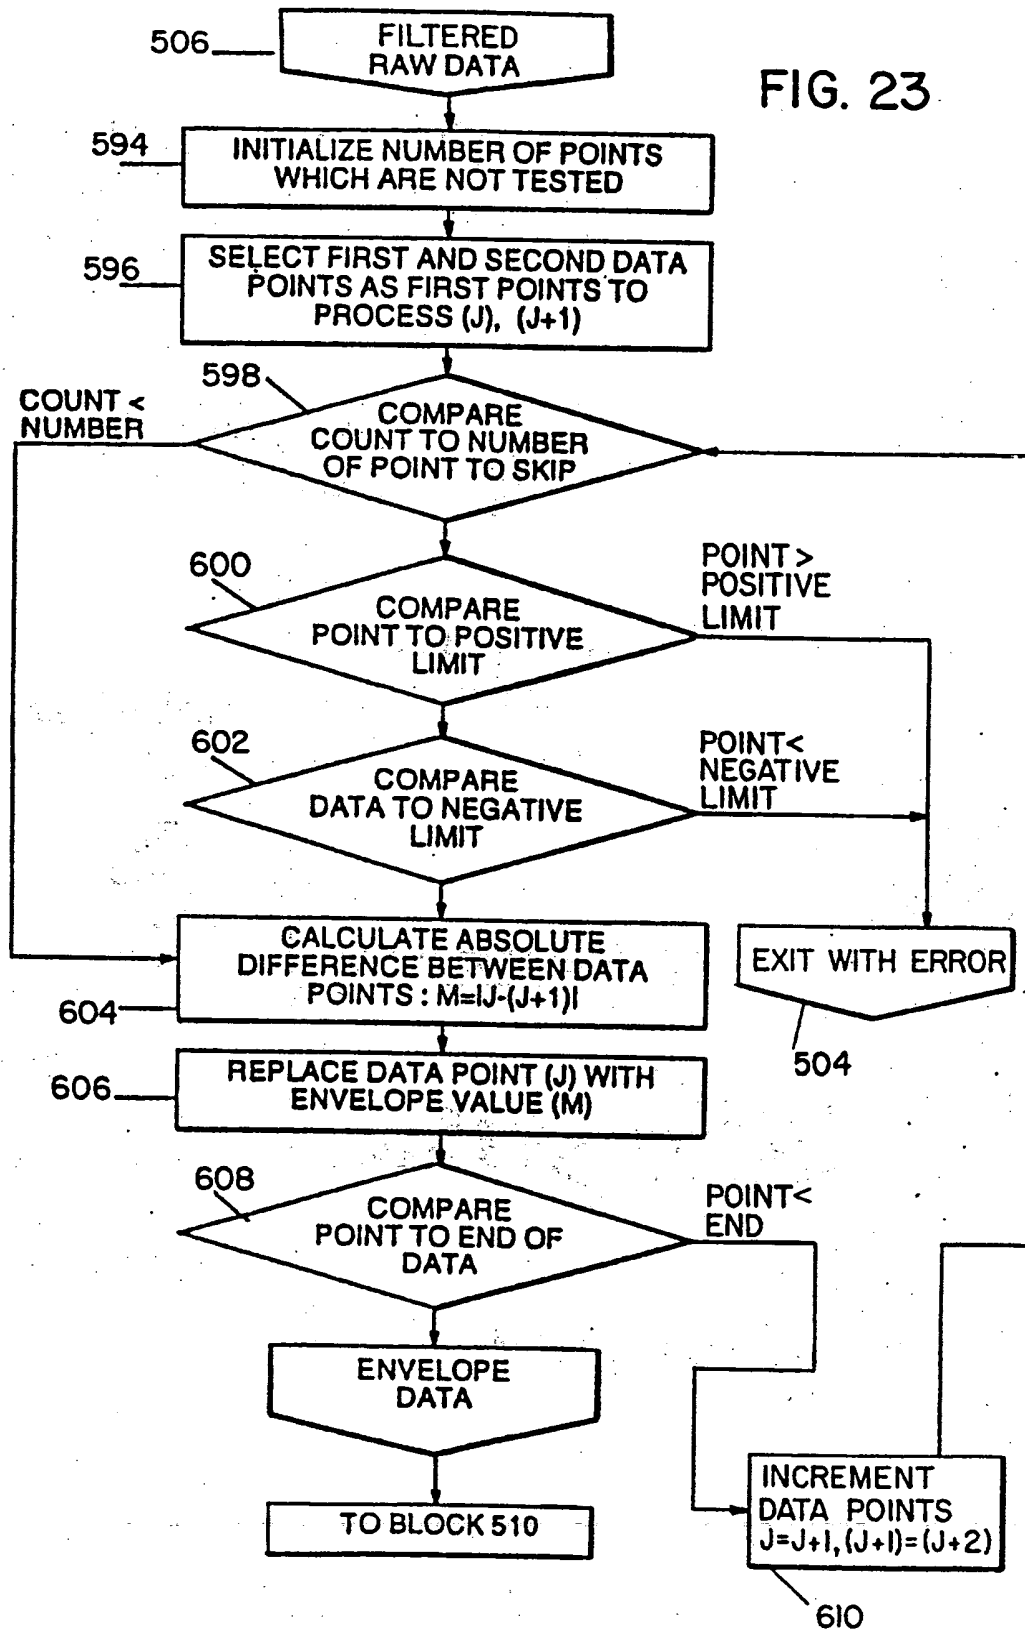 506
FILTERED
RAW DATA
FIG. 23
594
INITIALIZE NUMBER OF POINTS
WHICH ARE NOT TESTED
596
SELECT FIRST AND SECOND DATA
POINTS AS FIRST POINTS TO
PROCESS (J), (J+1)
598
COUNT <
NUMBER
COMPARE
COUNT TO NUMBER
OF POINT TO SKIP
600
COMPARE
POINT TO POSITIVE
LIMIT
POINT >
POSITIVE
LIMIT
602
COMPARE
DATA TO NEGATIVE
LIMIT
POINT<
NEGATIVE
LIMIT
604
CALCULATE ABSOLUTE
DIFFERENCE BETWEEN DATA
POINTS : M=|J-(J+1)|
EXIT WITH ERROR
504
606
REPLACE DATA POINT (J) WITH
ENVELOPE VALUE (M)
608
COMPARE
POINT TO END OF
DATA
POINT<
END
ENVELOPE
DATA
TO BLOCK 510
INCREMENT
DATA POINTS
J=J+1, (J+1)=(J+2)
610